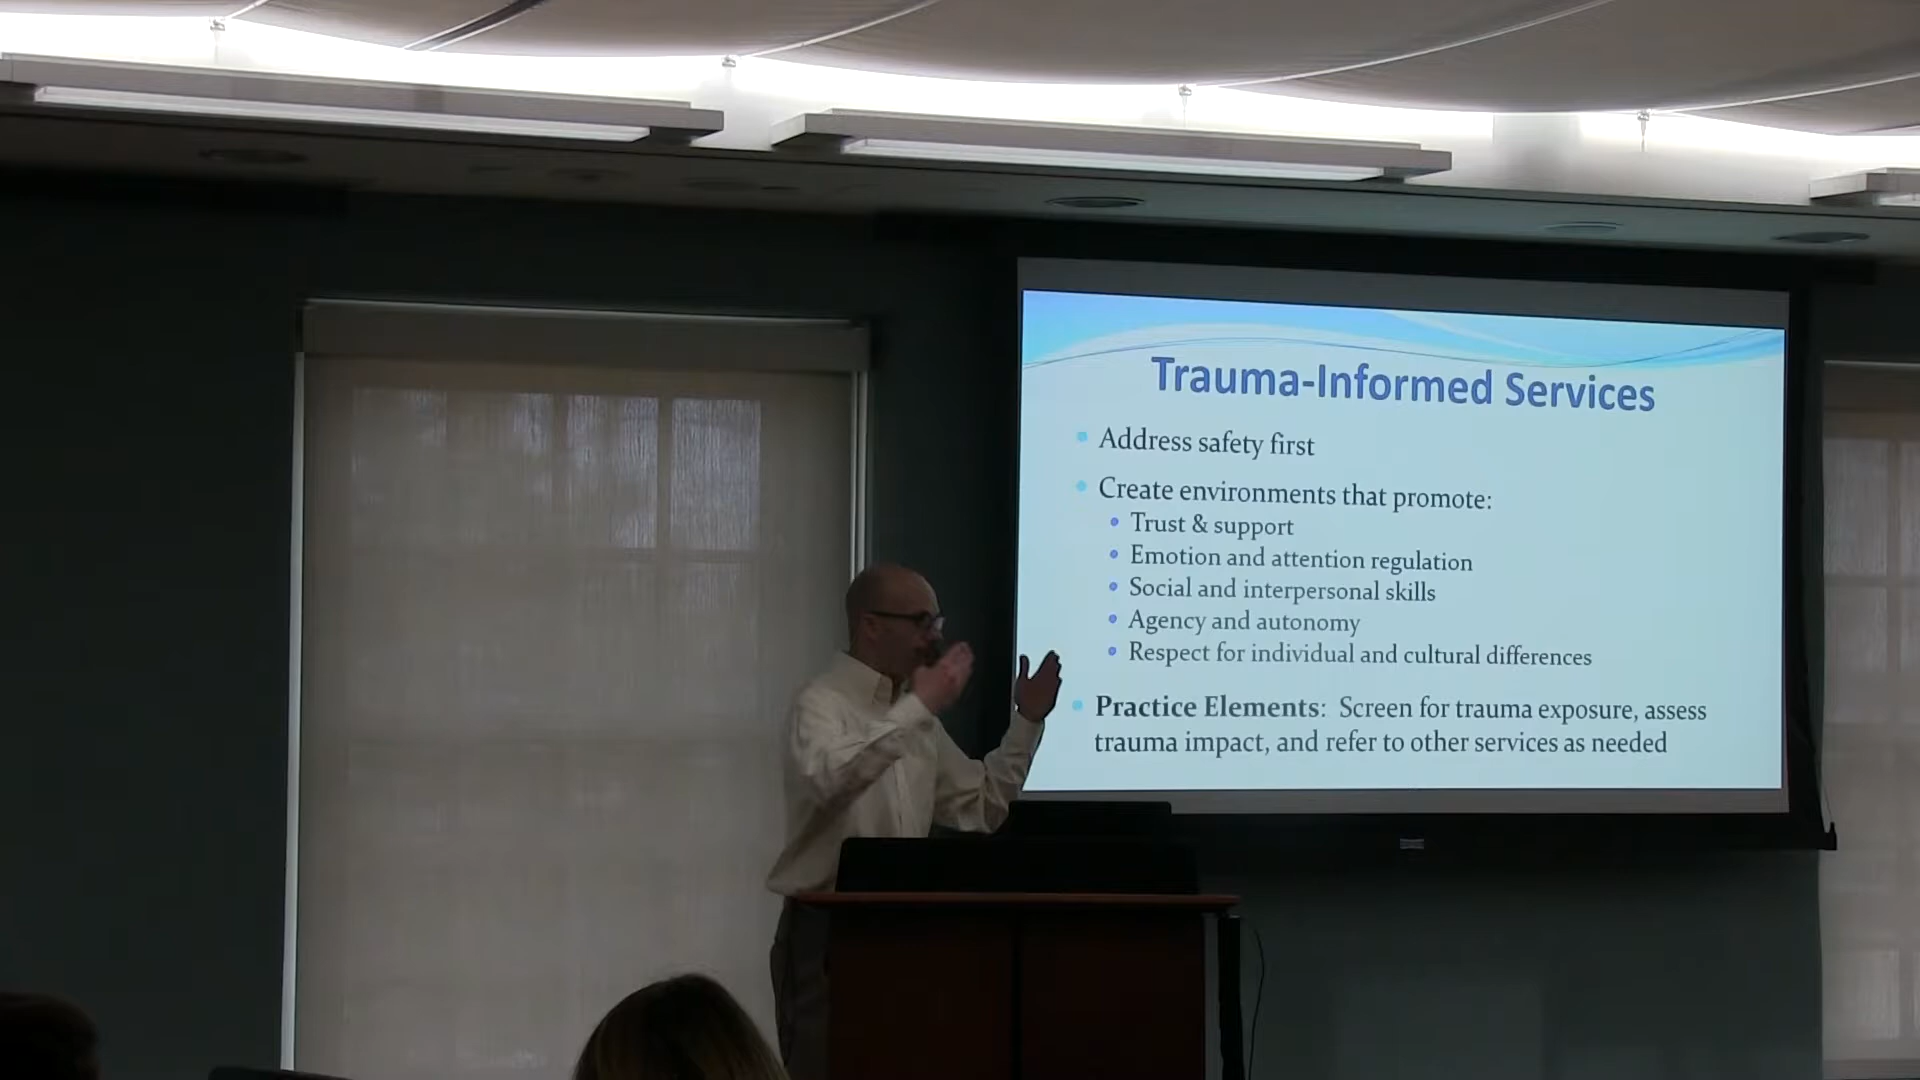 Trauma-Informed Services
Address safety first
Create environments that promote:
Trust & support
Emotion and attention regulation
Social and interpersonal skills
Agency and autonomy
Respect for individual and cultural differences
Practice Elements: Screen for trauma exposure, assess
trauma impact, and refer to other services as needed